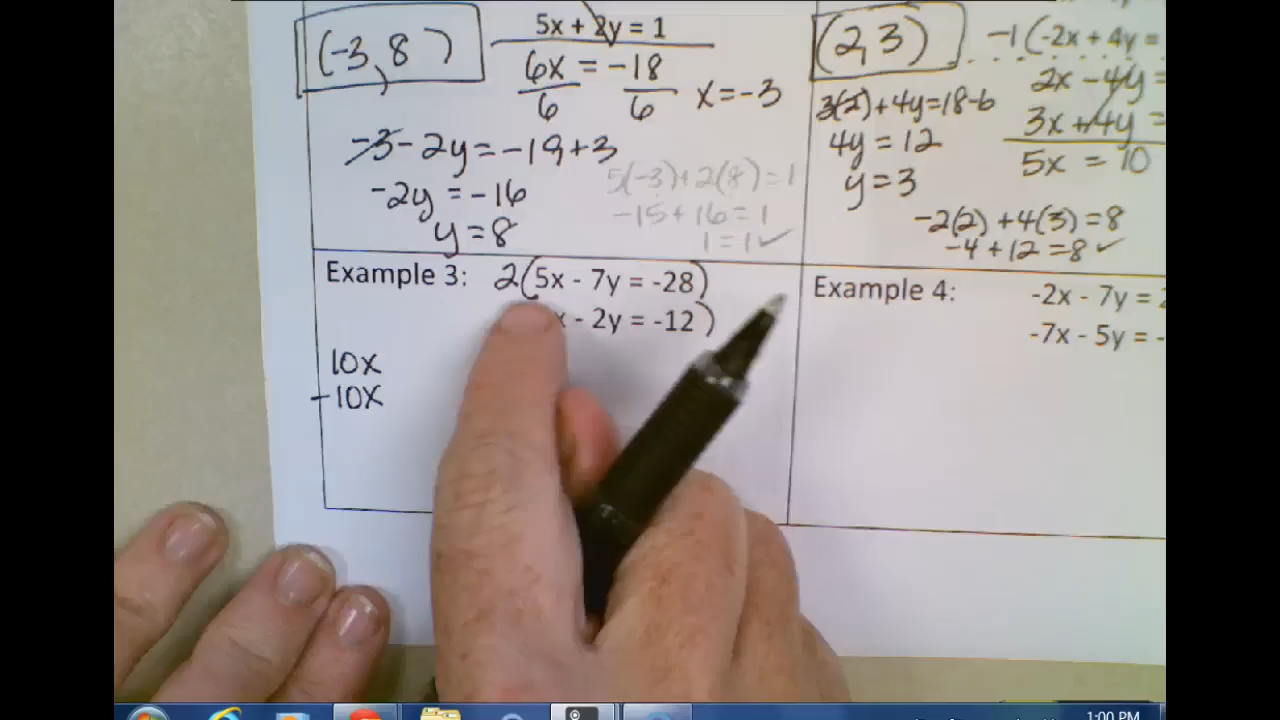 (-3, 8)
5x + 2y = 1
6x = -18
6 6 x = -3
-3 - 2y = -19 + 3
-2y = -16
y = 8
5(-3) + 2(8) = 1
-15 + 16 = 1
1 = 1 ✓
(2, 3)
-1(-2x + 4y =
2x - 4y =
3x + 4y =
5x = 10
3(2) + 4y = 18 - 6
4y = 12
y = 3
-2(2) + 4(3) = 8
-4 + 12 = 8 ✓
Example 3: 2(5x - 7y = -28)
x - 2y = -12)
10x
-10x
Example 4: -2x - 7y =
-7x - 5y = -
1:00 PM